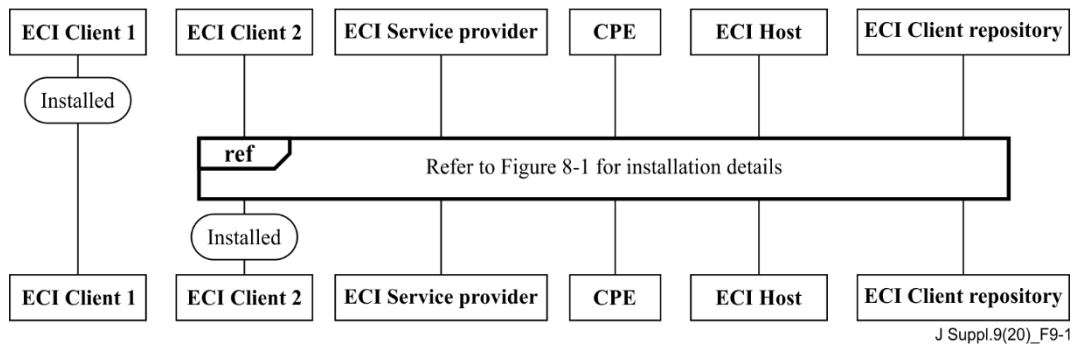 ECI Client 1
ECI Client 2
ECI Service provider
CPE
ECI Host
ECI Client repository
Installed
ref
Refer to Figure 8-1 for installation details
Installed
ECI Client 1
ECI Client 2
ECI Service provider
CPE
ECI Host
ECI Client repository
J Suppl.9(20)_F9-1